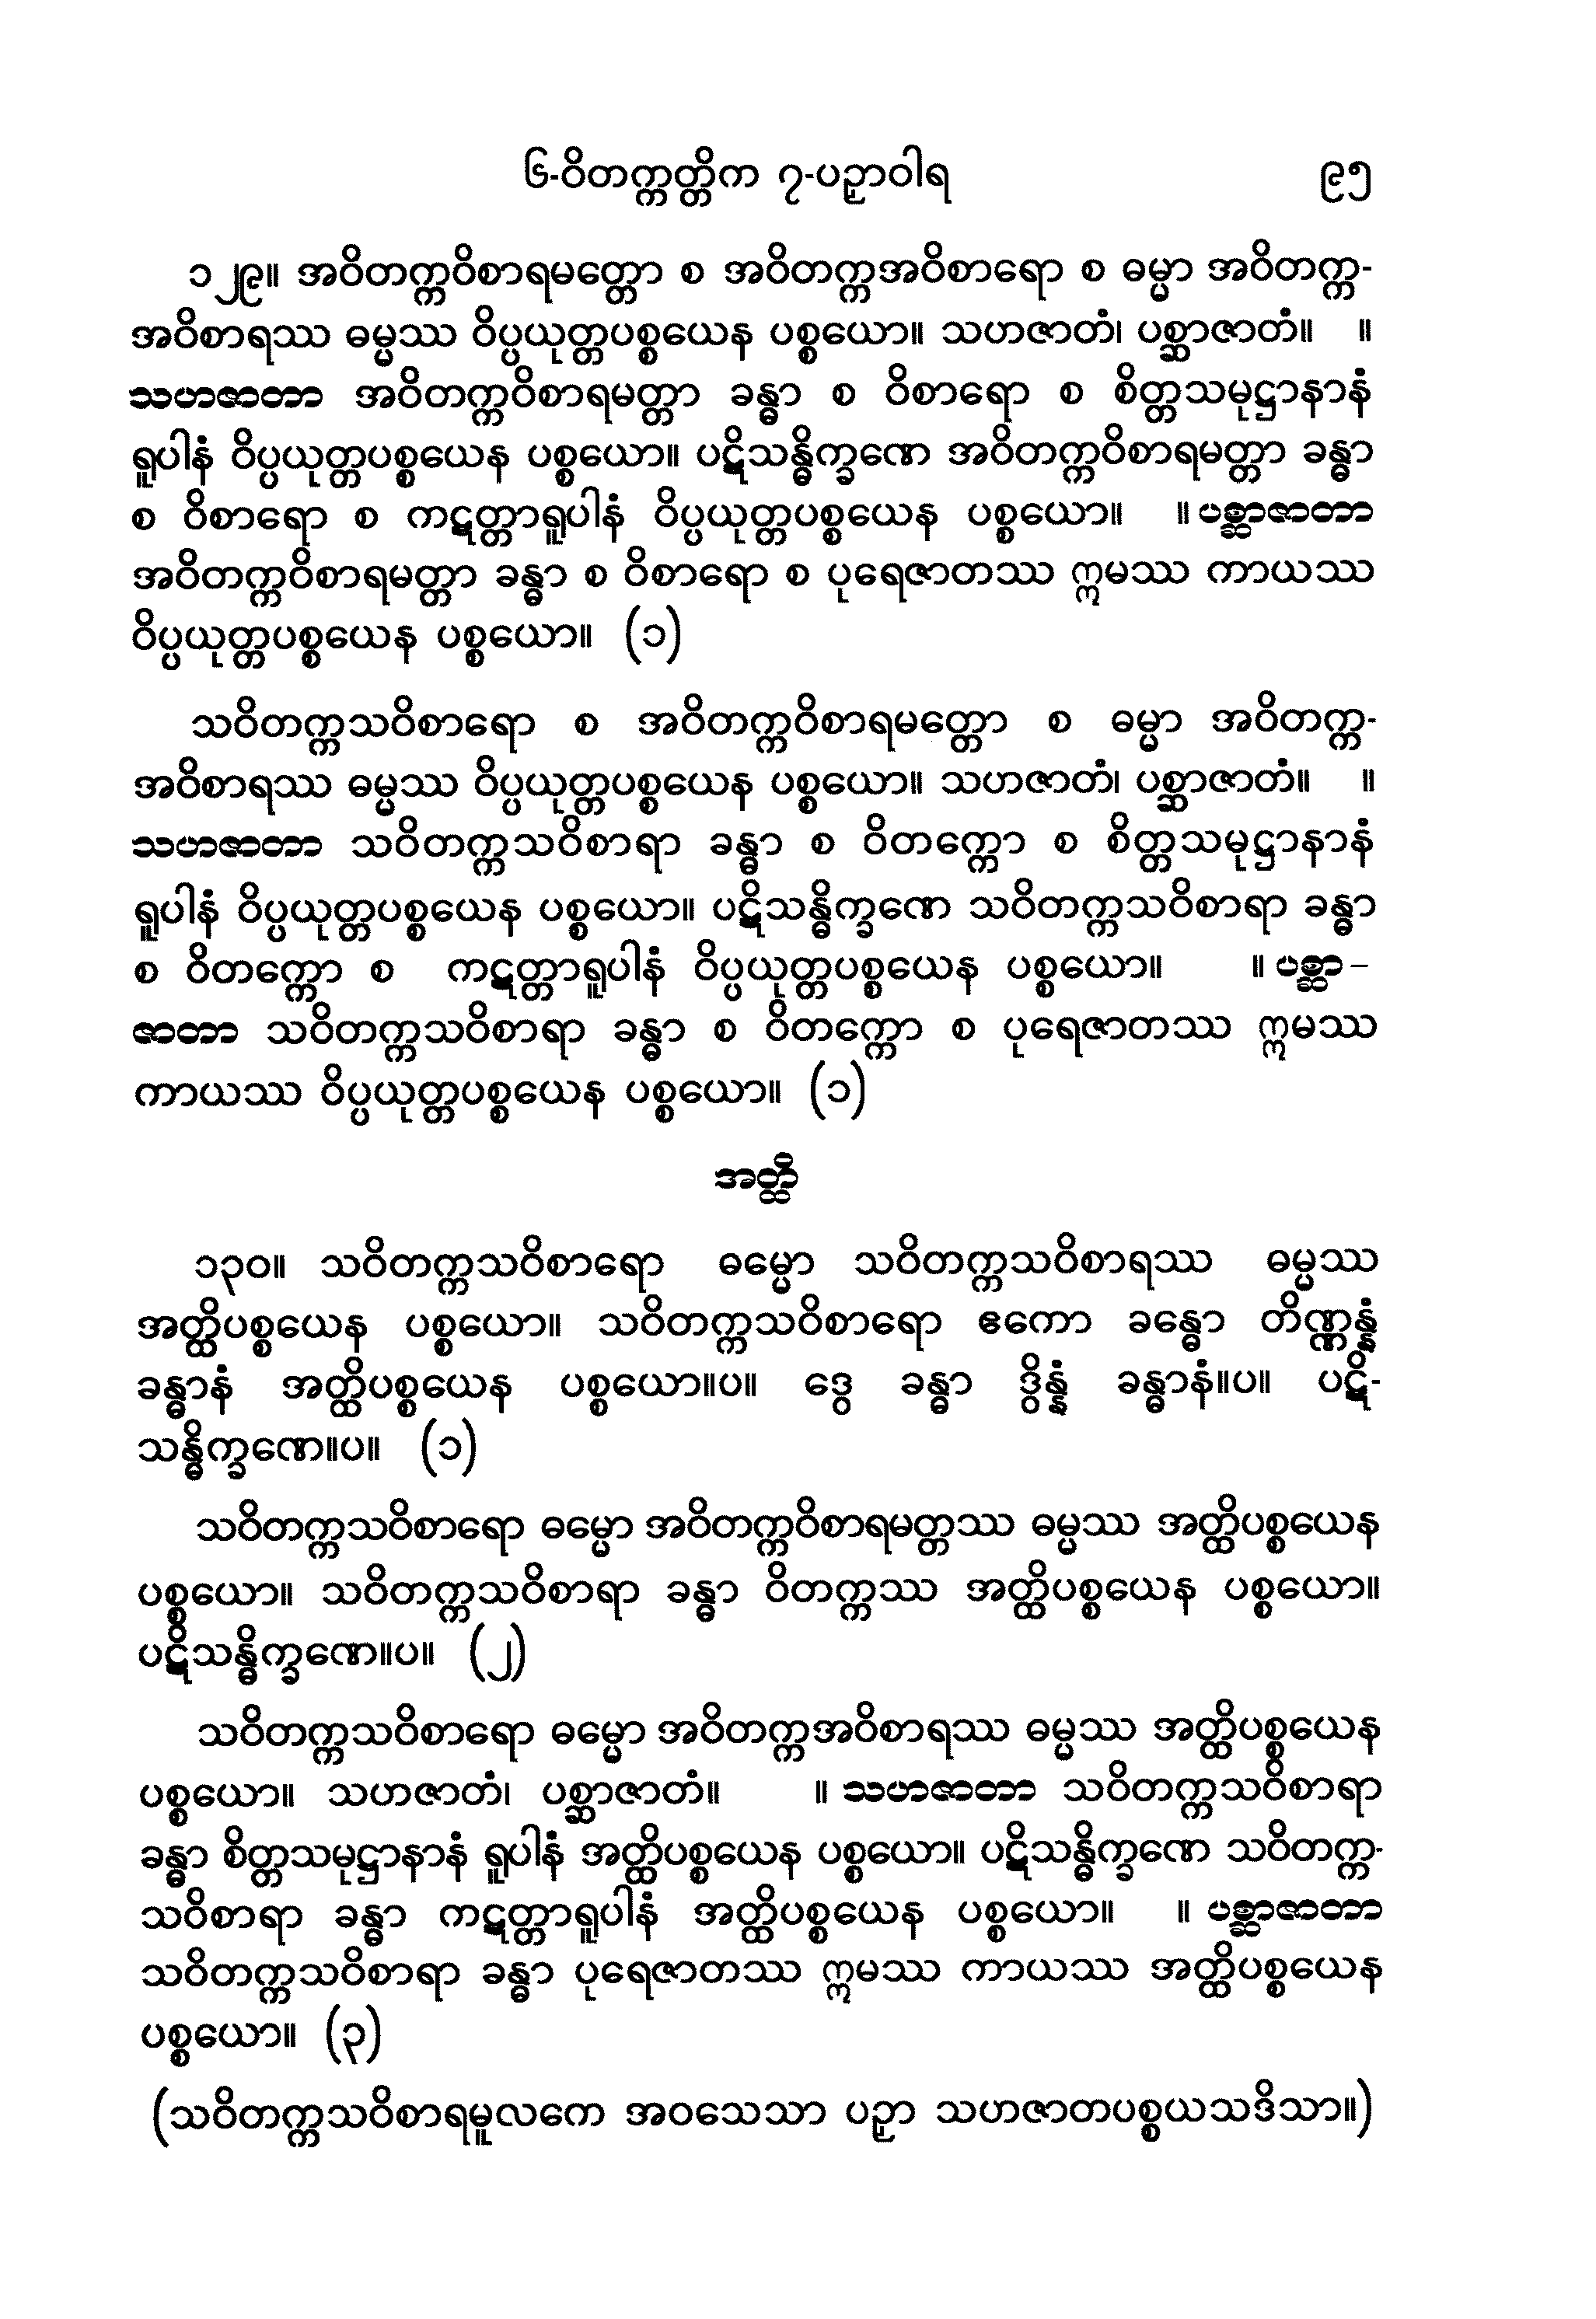 ၆-ဝိတက္ကတ္တိက ၇-ပဉှာဝါရ ၉၅
၁၂၉။ အဝိတက္ကဝိစာရမတ္တော စ အဝိတက္ကအဝိစာရော စ ဓမ္မာ အဝိတက္က-
အဝိစာရဿ ဓမ္မဿ ဝိပ္ပယုတ္တပစ္စယေန ပစ္စယော။ သဟဇာတံ၊ ပစ္ဆာဇာတံ။ ။
သဟဇာတာ အဝိတက္ကဝိစာရမတ္တာ ခန္ဓာ စ ဝိစာရော စ စိတ္တသမုဋ္ဌာနာနံ
ရူပါနံ ဝိပ္ပယုတ္တပစ္စယေန ပစ္စယော။ ပဋိသန္ဓိက္ခဏေ အဝိတက္ကဝိစာရမတ္တာ ခန္ဓာ
စ ဝိစာရော စ ကဋတ္တာရူပါနံ ဝိပ္ပယုတ္တပစ္စယေန ပစ္စယော။ ။ ပစ္ဆာဇာတာ
အဝိတက္ကဝိစာရမတ္တာ ခန္ဓာ စ ဝိစာရော စ ပုရေဇာတဿ ဣမဿ ကာယဿ
ဝိပ္ပယုတ္တပစ္စယေန ပစ္စယော။ (၁)
သဝိတက္ကသဝိစာရော စ အဝိတက္ကဝိစာရမတ္တော စ ဓမ္မာ အဝိတက္က-
အဝိစာရဿ ဓမ္မဿ ဝိပ္ပယုတ္တပစ္စယေန ပစ္စယော။ သဟဇာတံ၊ ပစ္ဆာဇာတံ။ ။
သဟဇာတာ သဝိတက္ကသဝိစာရာ ခန္ဓာ စ ဝိတက္ကော စ စိတ္တသမုဋ္ဌာနာနံ
ရူပါနံ ဝိပ္ပယုတ္တပစ္စယေန ပစ္စယော။ ပဋိသန္ဓိက္ခဏေ သဝိတက္ကသဝိစာရာ ခန္ဓာ
စ ဝိတက္ကော စ ကဋတ္တာရူပါနံ ဝိပ္ပယုတ္တပစ္စယေန ပစ္စယော။ ။ ပစ္ဆာ-
ဇာတာ သဝိတက္ကသဝိစာရာ ခန္ဓာ စ ဝိတက္ကော စ ပုရေဇာတဿ ဣမဿ
ကာယဿ ဝိပ္ပယုတ္တပစ္စယေန ပစ္စယော။ (၁)
အတ္ထိ
၁၃၀။ သဝိတက္ကသဝိစာရော ဓမ္မော သဝိတက္ကသဝိစာရဿ ဓမ္မဿ
အတ္ထိပစ္စယေန ပစ္စယော။ သဝိတက္ကသဝိစာရော ဧကော ခန္ဓော တိဏ္ဏန္နံ
ခန္ဓာနံ အတ္ထိပစ္စယေန ပစ္စယော။ပ။ ဒွေ ခန္ဓာ ဒွိန္နံ ခန္ဓာနံ။ပ။ ပဋိ-
သန္ဓိက္ခဏေ။ပ။ (၁)
သဝိတက္ကသဝိစာရော ဓမ္မော အဝိတက္ကဝိစာရမတ္တဿ ဓမ္မဿ အတ္ထိပစ္စယေန
ပစ္စယော။ သဝိတက္ကသဝိစာရာ ခန္ဓာ ဝိတက္ကဿ အတ္ထိပစ္စယေန ပစ္စယော။
ပဋိသန္ဓိက္ခဏေ။ပ။ (၂)
သဝိတက္ကသဝိစာရော ဓမ္မော အဝိတက္ကအဝိစာရဿ ဓမ္မဿ အတ္ထိပစ္စယေန
ပစ္စယော။ သဟဇာတံ၊ ပစ္ဆာဇာတံ။ ။ သဟဇာတာ သဝိတက္ကသဝိစာရာ
ခန္ဓာ စိတ္တသမုဋ္ဌာနာနံ ရူပါနံ အတ္ထိပစ္စယေန ပစ္စယော။ ပဋိသန္ဓိက္ခဏေ သဝိတက္က-
သဝိစာရာ ခန္ဓာ ကဋတ္တာရူပါနံ အတ္ထိပစ္စယေန ပစ္စယော။ ။ ပစ္ဆာဇာတာ
သဝိတက္ကသဝိစာရာ ခန္ဓာ ပုရေဇာတဿ ဣမဿ ကာယဿ အတ္ထိပစ္စယေန
ပစ္စယော။ (၃)
(သဝိတက္ကသဝိစာရမူလကေ အဝသေသာ ပဉှာ သဟဇာတပစ္စယသဒိသာ။)